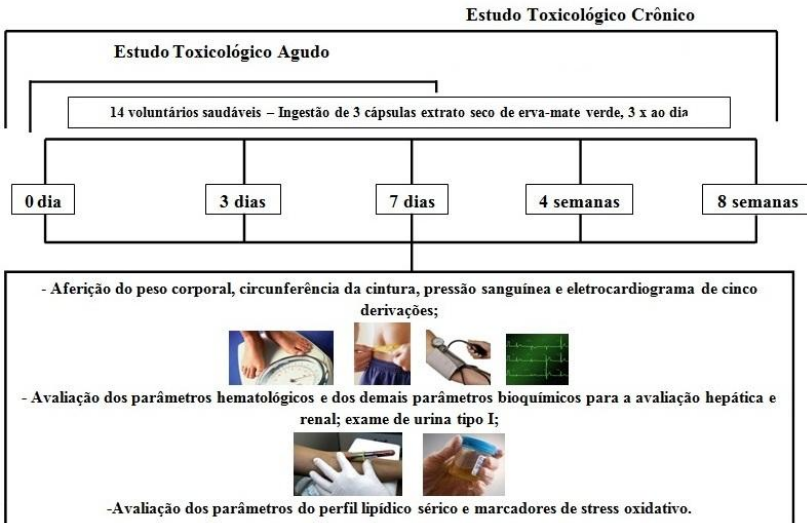 Estudo Toxicológico Crônico
Estudo Toxicológico Agudo
14 voluntários saudáveis – Ingestão de 3 cápsulas extrato seco de erva-mate verde, 3 x ao dia
0 dia
3 dias
7 dias
4 semanas
8 semanas
- Aferição do peso corporal, circunferência da cintura, pressão sanguínea e eletrocardiograma de cinco
derivações;
- Avaliação dos parâmetros hematológicos e dos demais parâmetros bioquímicos para a avaliação hepática e
renal; exame de urina tipo I;
-Avaliação dos parâmetros do perfil lipídico sérico e marcadores de stress oxidativo.